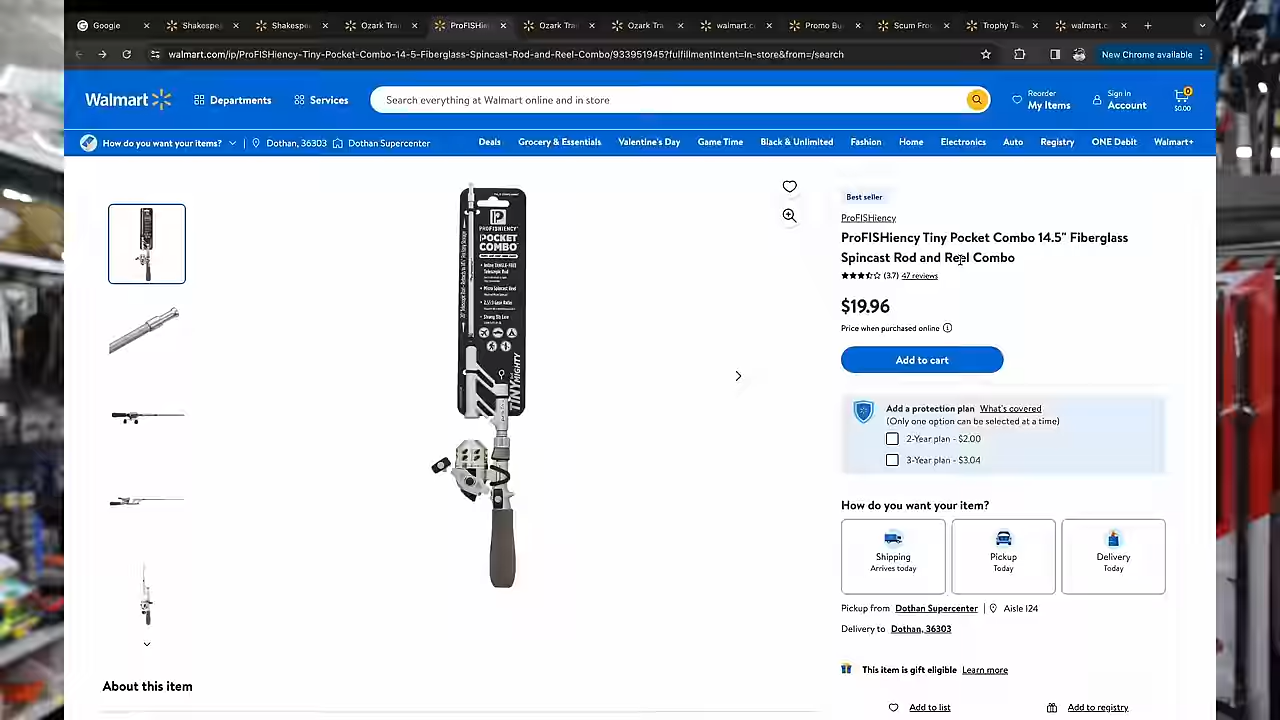 Google
Shakespe
Shakespe
Ozark Tra
ProFISHi
Ozark Tra
Ozark Tra
walmart.c
Promo Bu
Scum Fro
Trophy Ta
walmart.c
walmart.com/ip/ProFISHiency-Tiny-Pocket-Combo-14-5-Fiberglass-Spincast-Rod-and-Reel-Combo/933951945?fulfillmentIntent=In-store&from=/search
New Chrome available
Walmart
Departments
Services
Search everything at Walmart online and in store
Reorder
My Items
Sign In
Account
0
$0.00
How do you want your items?
Dothan, 36303
Dothan Supercenter
Deals
Grocery & Essentials
Valentine's Day
Game Time
Black & Unlimited
Fashion
Home
Electronics
Auto
Registry
ONE Debit
Walmart+
PROFISHIENCY
POCKET
COMBO
TINY MIGHTY
Best seller
ProFISHiency
ProFISHiency Tiny Pocket Combo 14.5" Fiberglass
Spincast Rod and Reel Combo
(3.7) 47 reviews
$19.96
Price when purchased online
Add to cart
Add a protection plan What's covered
(Only one option can be selected at a time)
2-Year plan - $2.00
3-Year plan - $3.04
How do you want your item?
Shipping
Arrives today
Pickup
Today
Delivery
Today
Pickup from Dothan Supercenter | Aisle I24
Delivery to Dothan, 36303
This item is gift eligible Learn more
Add to list
Add to registry
About this item